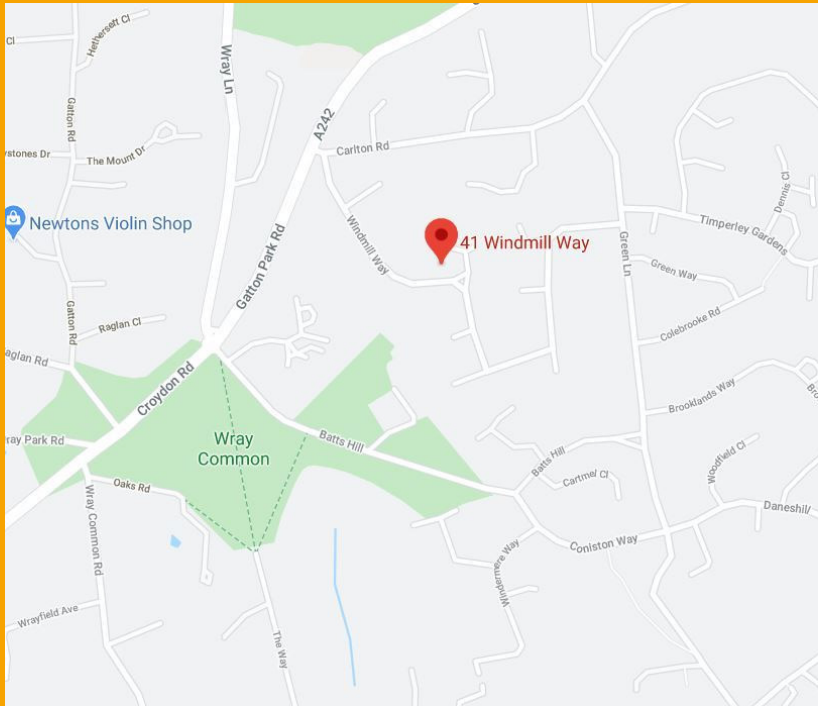 Cl
Hethersett Cl
Wray Ln
A242
Gatton Rd
ystones Dr
The Mount Dr
Carlton Rd
Dennis Cl
Newtons Violin Shop
Windmill Way
41 Windmill Way
Timperley Gardens
Gatton Park Rd
Green Ln
Green Way
Gatton Rd
Raglan Cl
Colebrooke Rd
aglan Rd
Croydon Rd
Brooklands Way
Bro
ray Park Rd
Wray
Common
Batts Hill
Batts Hill
Woodfield Cl
Oaks Rd
Cartmel Cl
Wray Common Rd
Daneshil
Coniston Way
Windermere Way
Wrayfield Ave
The Way